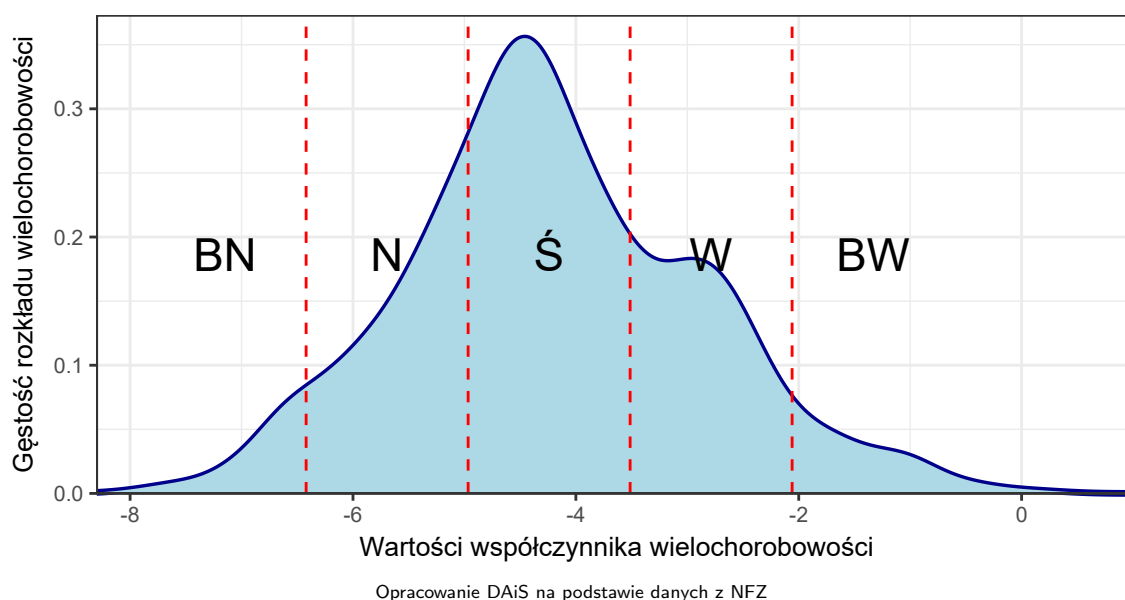 Gęstość rozkładu wielochorobowości
0.3
0.2
0.1
0.0
BN N Ś W BW
-8 -6 -4 -2 0
Wartości współczynnika wielochorobowości
Opracowanie DAiS na podstawie danych z NFZ